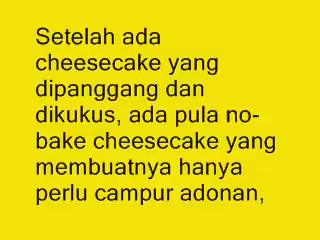 Setelah ada
cheesecake yang
dipanggang dan
dikukus, ada pula no-
bake cheesecake yang
membuatnya hanya
perlu campur adonan,